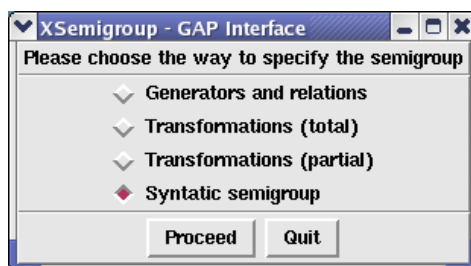 XSemigroup - GAP Interface
Please choose the way to specify the semigroup
Generators and relations
Transformations (total)
Transformations (partial)
Syntatic semigroup
Proceed Quit